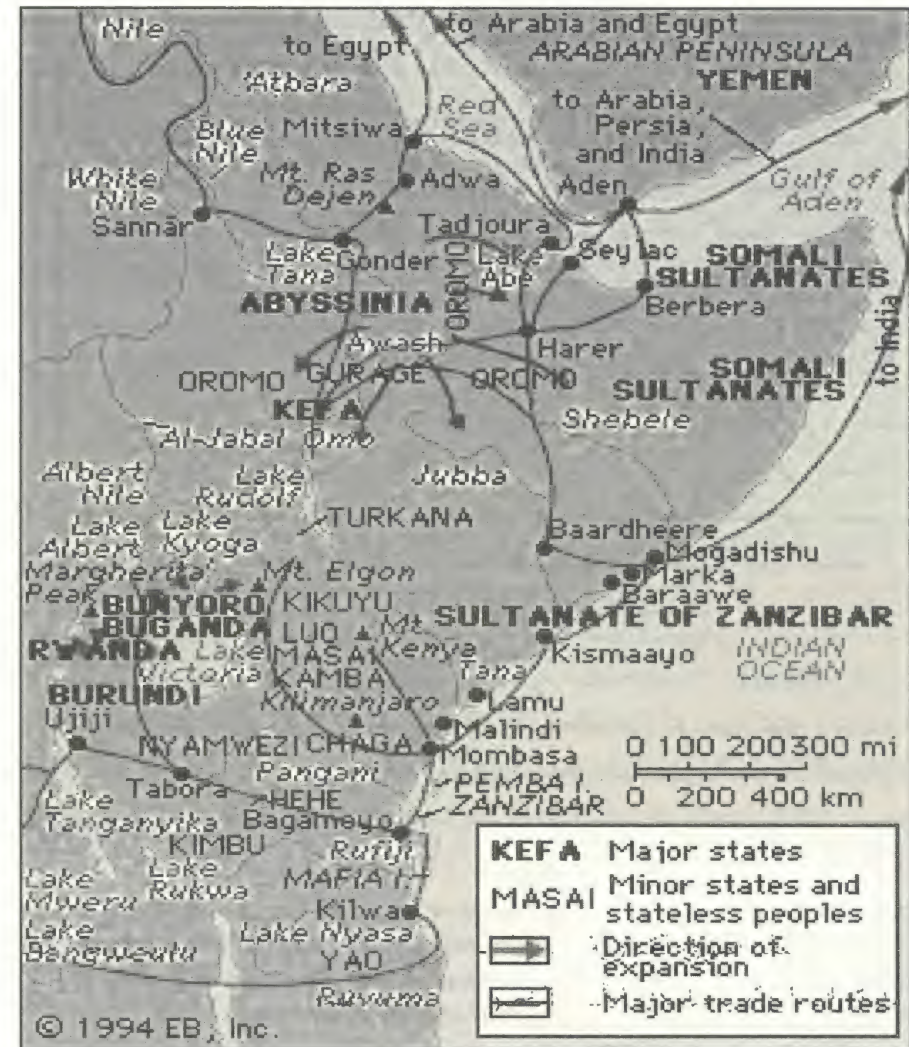 Nile
to Egypt
to Arabia and Egypt
ARABIAN PENINSULA
YEMEN
'Atbara
Red
Sea
to Arabia,
Persia,
and India
Blue
Nile
Mitsiwa
Mt. Ras
Dejen
Adwa
Aden
Gulf of
Aden
White
Nile
Sannār
Tadjoura
Lake
Tana
Gonder
OROMO
Lake
Abe
Seylac
SOMALI
SULTANATES
ABYSSINIA
Berbera
to India
Awash
Harer
OROMO
GURAGE
OROMO
SOMALI
SULTANATES
KEFA
Shebele
Al-Jabal
Omo
Albert
Nile
Lake
Rudolf
Jubba
Lake
Albert
Lake
Kyoga
TURKANA
Baardheere
Mogadishu
Marka
Baraawe
Margherita
Peak
Mt. Elgon
BUNYORO
KIKUYU
SULTANATE OF ZANZIBAR
BUGANDA
LUO
Mt.
Kenya
RWANDA
Lake
Victoria
MASAI
Tana
Kismaayo
INDIAN
OCEAN
KAMBA
BURUNDI
Kilimanjaro
Lamu
Ujiji
Malindi
NYAMWEZI
CHAGA
Mombasa
0 100 200 300 mi
Pangani
PEMBA I.
Tabora
HEHE
ZANZIBAR
0 200 400 km
Lake
Tanganyika
Bagamoyo
KIMBU
Rufiji
Lake
Rukwa
MAFIA I.
Lake
Mweru
Kilwa
Lake
Bangweulu
Lake Nyasa
YAO
Ruvuma
KEFA Major states
MASAI Minor states and
stateless peoples
Direction of
expansion
Major trade routes
© 1994 EB, Inc.